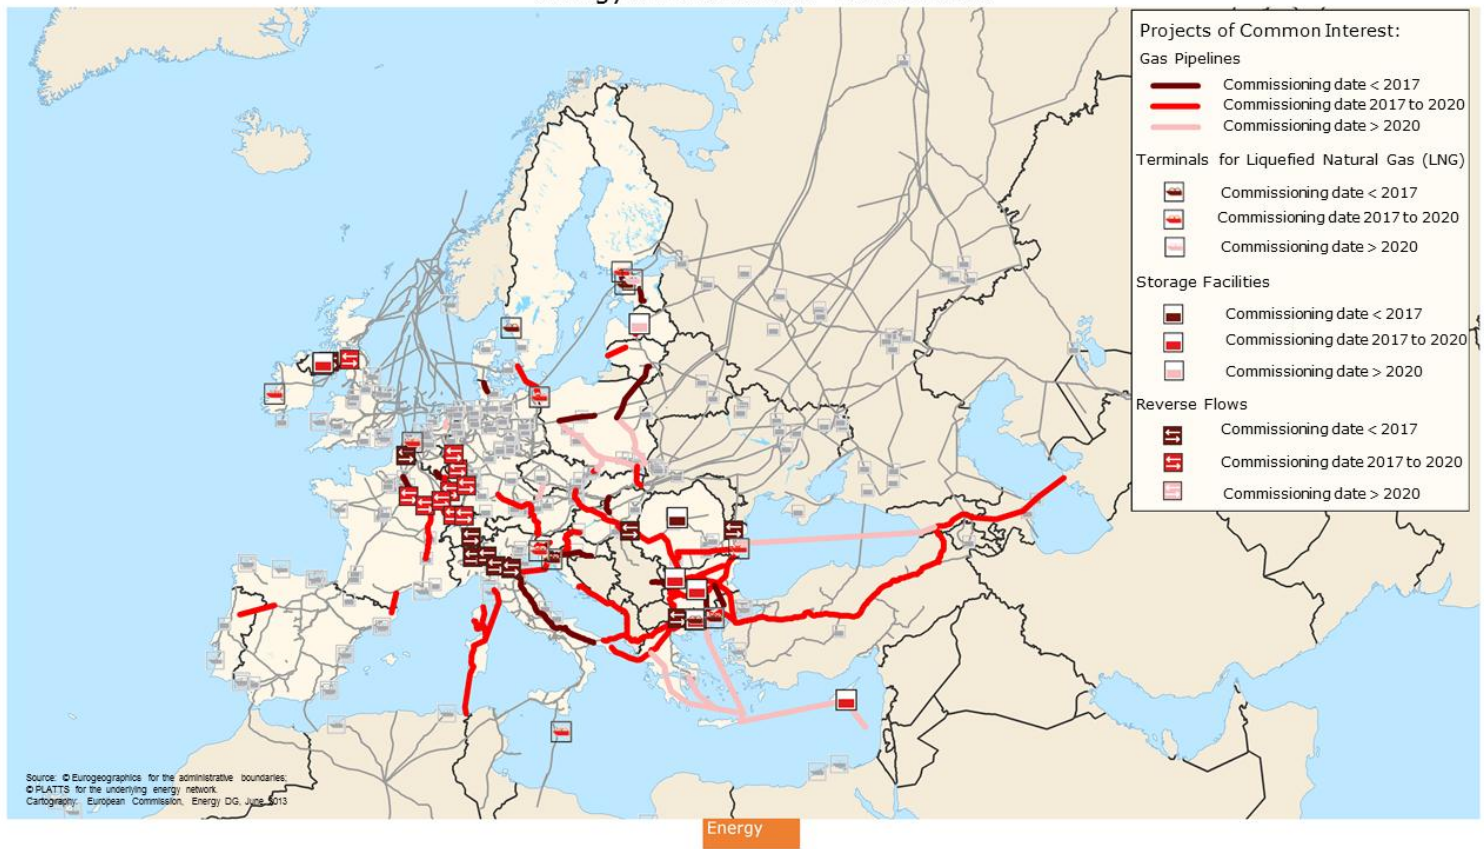 Projects of Common Interest:
Gas Pipelines
Commissioning date < 2017
Commissioning date 2017 to 2020
Commissioning date > 2020
Terminals for Liquefied Natural Gas (LNG)
Commissioning date < 2017
Commissioning date 2017 to 2020
Commissioning date > 2020
Storage Facilities
Commissioning date < 2017
Commissioning date 2017 to 2020
Commissioning date > 2020
Reverse Flows
Commissioning date < 2017
Commissioning date 2017 to 2020
Commissioning date > 2020
Source: © Eurogeographics for the administrative boundaries;
© PLATTS for the underlying energy network.
Cartography: European Commission, Energy DG, June 2013
Energy